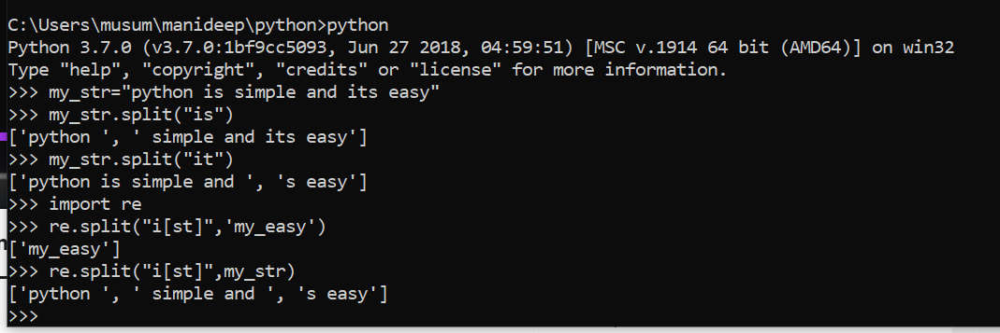 C:\Users\musum\manideep\python>python
Python 3.7.0 (v3.7.0:1bf9cc5093, Jun 27 2018, 04:59:51) [MSC v.1914 64 bit (AMD64)] on win32
Type "help", "copyright", "credits" or "license" for more information.
>>> my_str="python is simple and its easy"
>>> my_str.split("is")
['python ', ' simple and its easy']
>>> my_str.split("it")
['python is simple and ', 's easy']
>>> import re
>>> re.split("i[st]",'my_easy')
['my_easy']
>>> re.split("i[st]",my_str)
['python ', ' simple and ', 's easy']
>>>